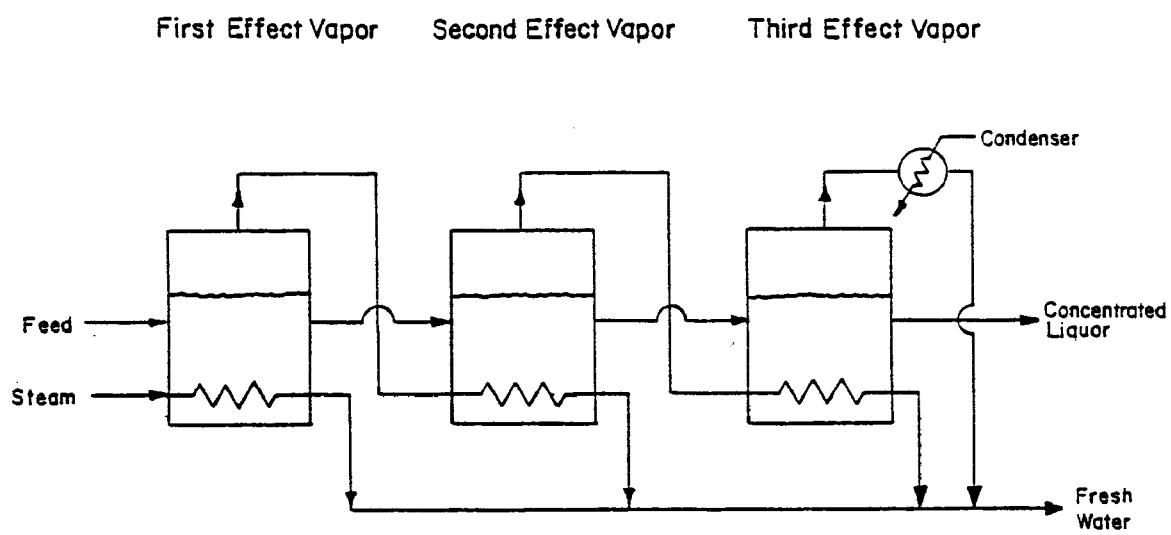 First Effect Vapor
Second Effect Vapor
Third Effect Vapor
Condenser
Feed
Concentrated
Liquor
Steam
Fresh
Water